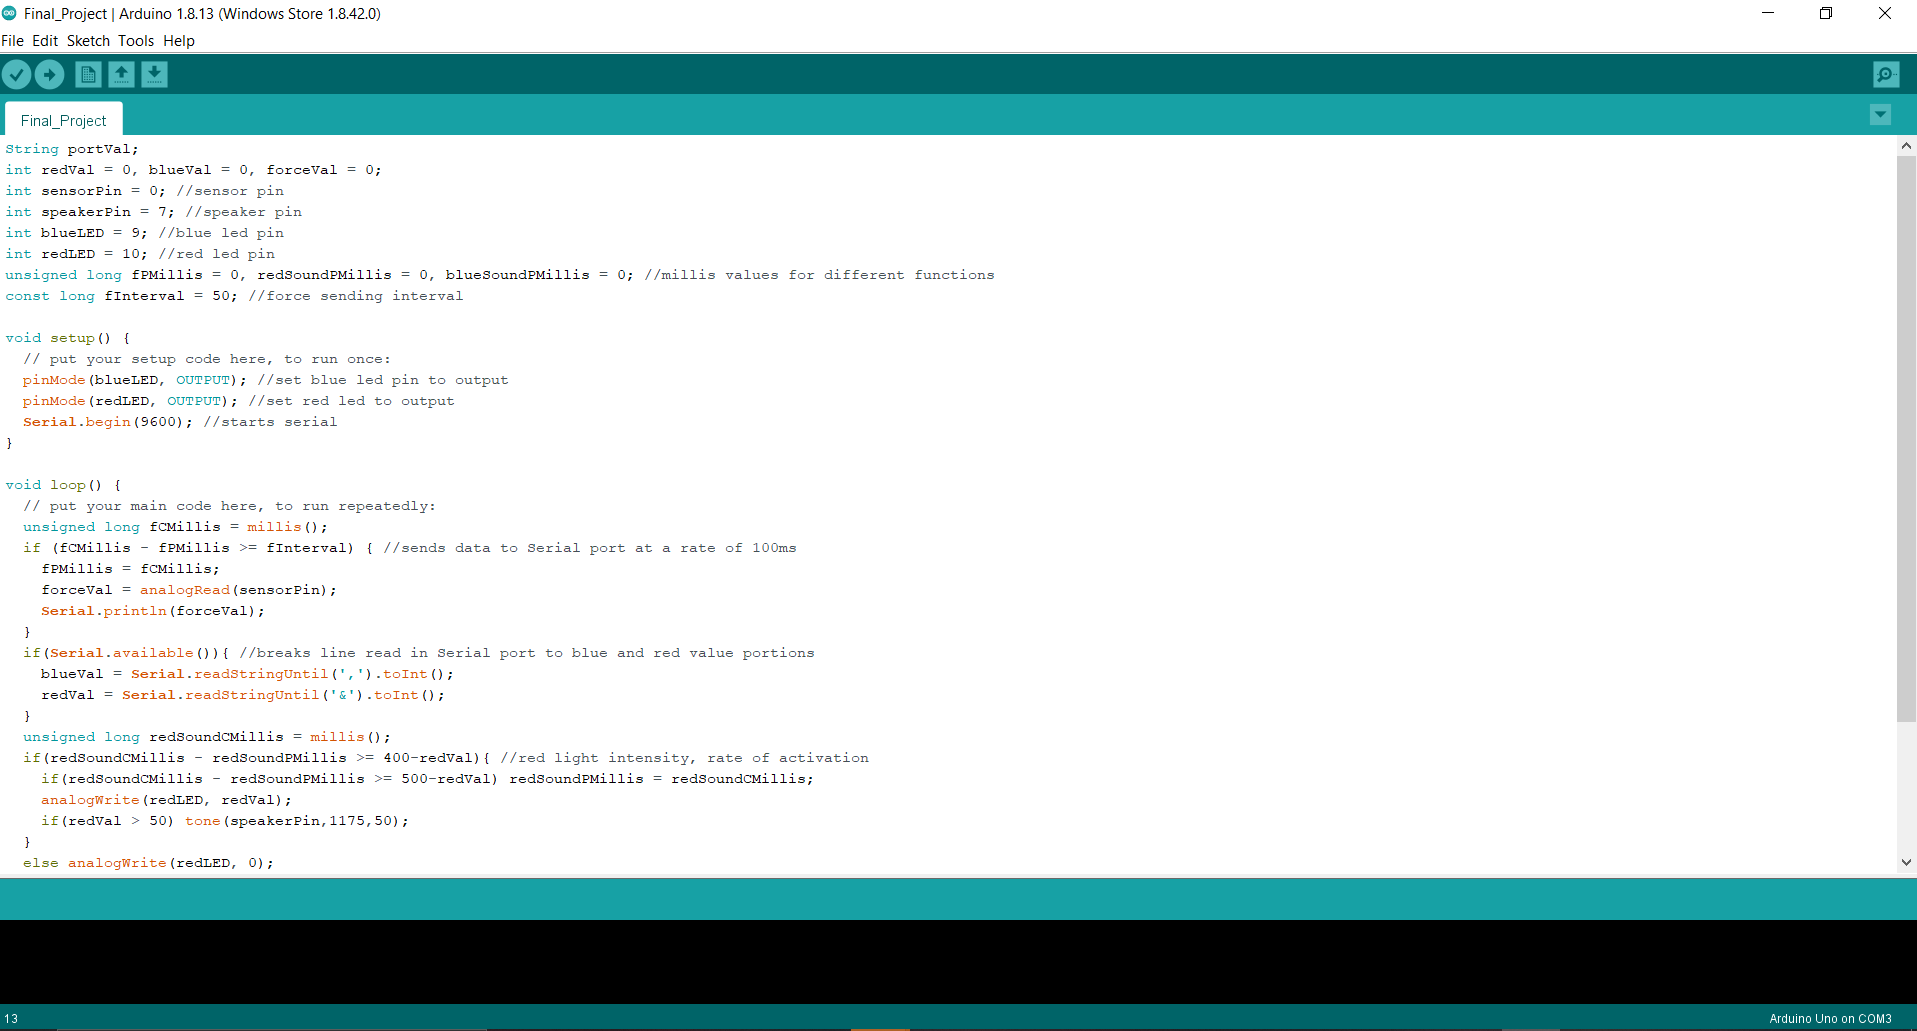 Final_Project | Arduino 1.8.13 (Windows Store 1.8.42.0)
File Edit Sketch Tools Help
Final_Project
String portVal;
int redVal = 0, blueVal = 0, forceVal = 0;
int sensorPin = 0; //sensor pin
int speakerPin = 7; //speaker pin
int blueLED = 9; //blue led pin
int redLED = 10; //red led pin
unsigned long fPMillis = 0, redSoundPMillis = 0, blueSoundPMillis = 0; //millis values for different functions
const long fInterval = 50; //force sending interval
void setup() {
// put your setup code here, to run once:
pinMode(blueLED, OUTPUT); //set blue led pin to output
pinMode(redLED, OUTPUT); //set red led to output
Serial.begin(9600); //starts serial
}
void loop() {
// put your main code here, to run repeatedly:
unsigned long fCMillis = millis();
if (fCMillis - fPMillis >= fInterval) { //sends data to Serial port at a rate of 100ms
fPMillis = fCMillis;
forceVal = analogRead(sensorPin);
Serial.println(forceVal);
}
if(Serial.available()){ //breaks line read in Serial port to blue and red value portions
blueVal = Serial.readStringUntil(',').toInt();
redVal = Serial.readStringUntil('&').toInt();
}
unsigned long redSoundCMillis = millis();
if(redSoundCMillis - redSoundPMillis >= 400-redVal){ //red light intensity, rate of activation
if(redSoundCMillis - redSoundPMillis >= 500-redVal) redSoundPMillis = redSoundCMillis;
analogWrite(redLED, redVal);
if(redVal > 50) tone(speakerPin,1175,50);
}
else analogWrite(redLED, 0);
13
Arduino Uno on COM3